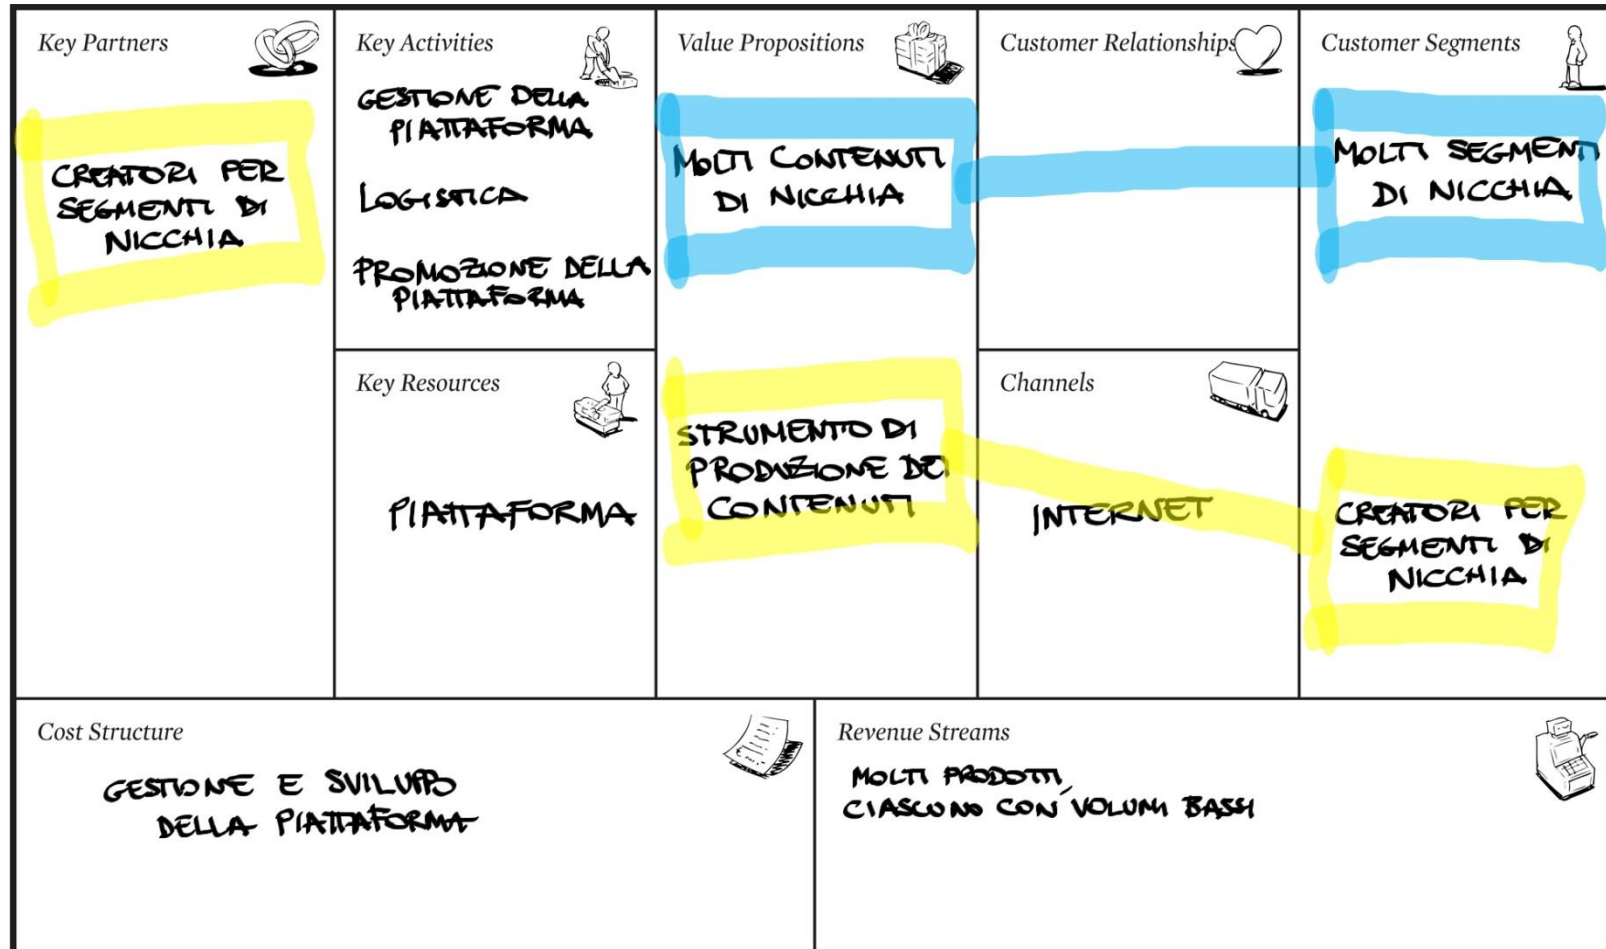 Key Partners
CREATORI PER
SEGMENTI DI
NICCHIA
Key Activities
GESTIONE DELLA
PIATTAFORMA
LOGISTICA
PROMOZIONE DELLA
PIATTAFORMA
Key Resources
PIATTAFORMA
Value Propositions
MOLTI CONTENUTI
DI NICCHIA
STRUMENTO DI
PRODUZIONE DEI
CONTENUTI
Customer Relationships
Channels
INTERNET
Customer Segments
MOLTI SEGMENTI
DI NICCHIA
CREATORI PER
SEGMENTI DI
NICCHIA
Cost Structure
GESTIONE E SVILUPPO
DELLA PIATTAFORMA
Revenue Streams
MOLTI PRODOTTI,
CIASCUNO CON VOLUMI BASSI